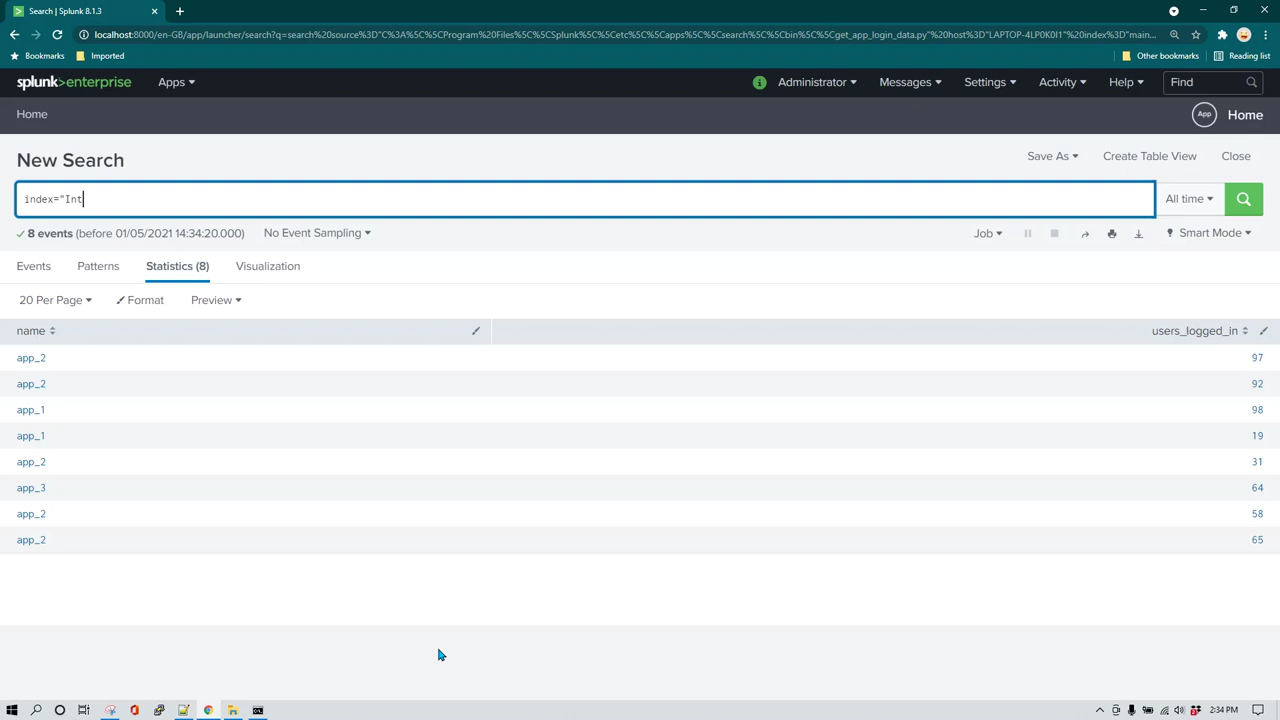 Search | Splunk 8.1.3
localhost:8000/en-GB/app/launcher/search?q=search%20source%3D"C%3A%5C%5CProgram%20Files%5C%5CSplunk%5C%5Cetc%5C%5Capps%5C%5Csearch%5C%5Cbin%5C%5Cget_app_login_data.py"%20host%3D"LAPTOP-4LP0K0I1"%20index%3D"main...
Bookmarks
Imported
Other bookmarks
Reading list
splunk>enterprise
Apps
i
Administrator
Messages
Settings
Activity
Help
Find
Home
App
Home
New Search
Save As
Create Table View
Close
index="Int
All time
8 events (before 01/05/2021 14:34:20.000)
No Event Sampling
Job
Smart Mode
Events
Patterns
Statistics (8)
Visualization
20 Per Page
Format
Preview
name
users_logged_in
app_2
97
app_2
92
app_1
98
app_1
19
app_2
31
app_3
64
app_2
58
app_2
65
2:34 PM